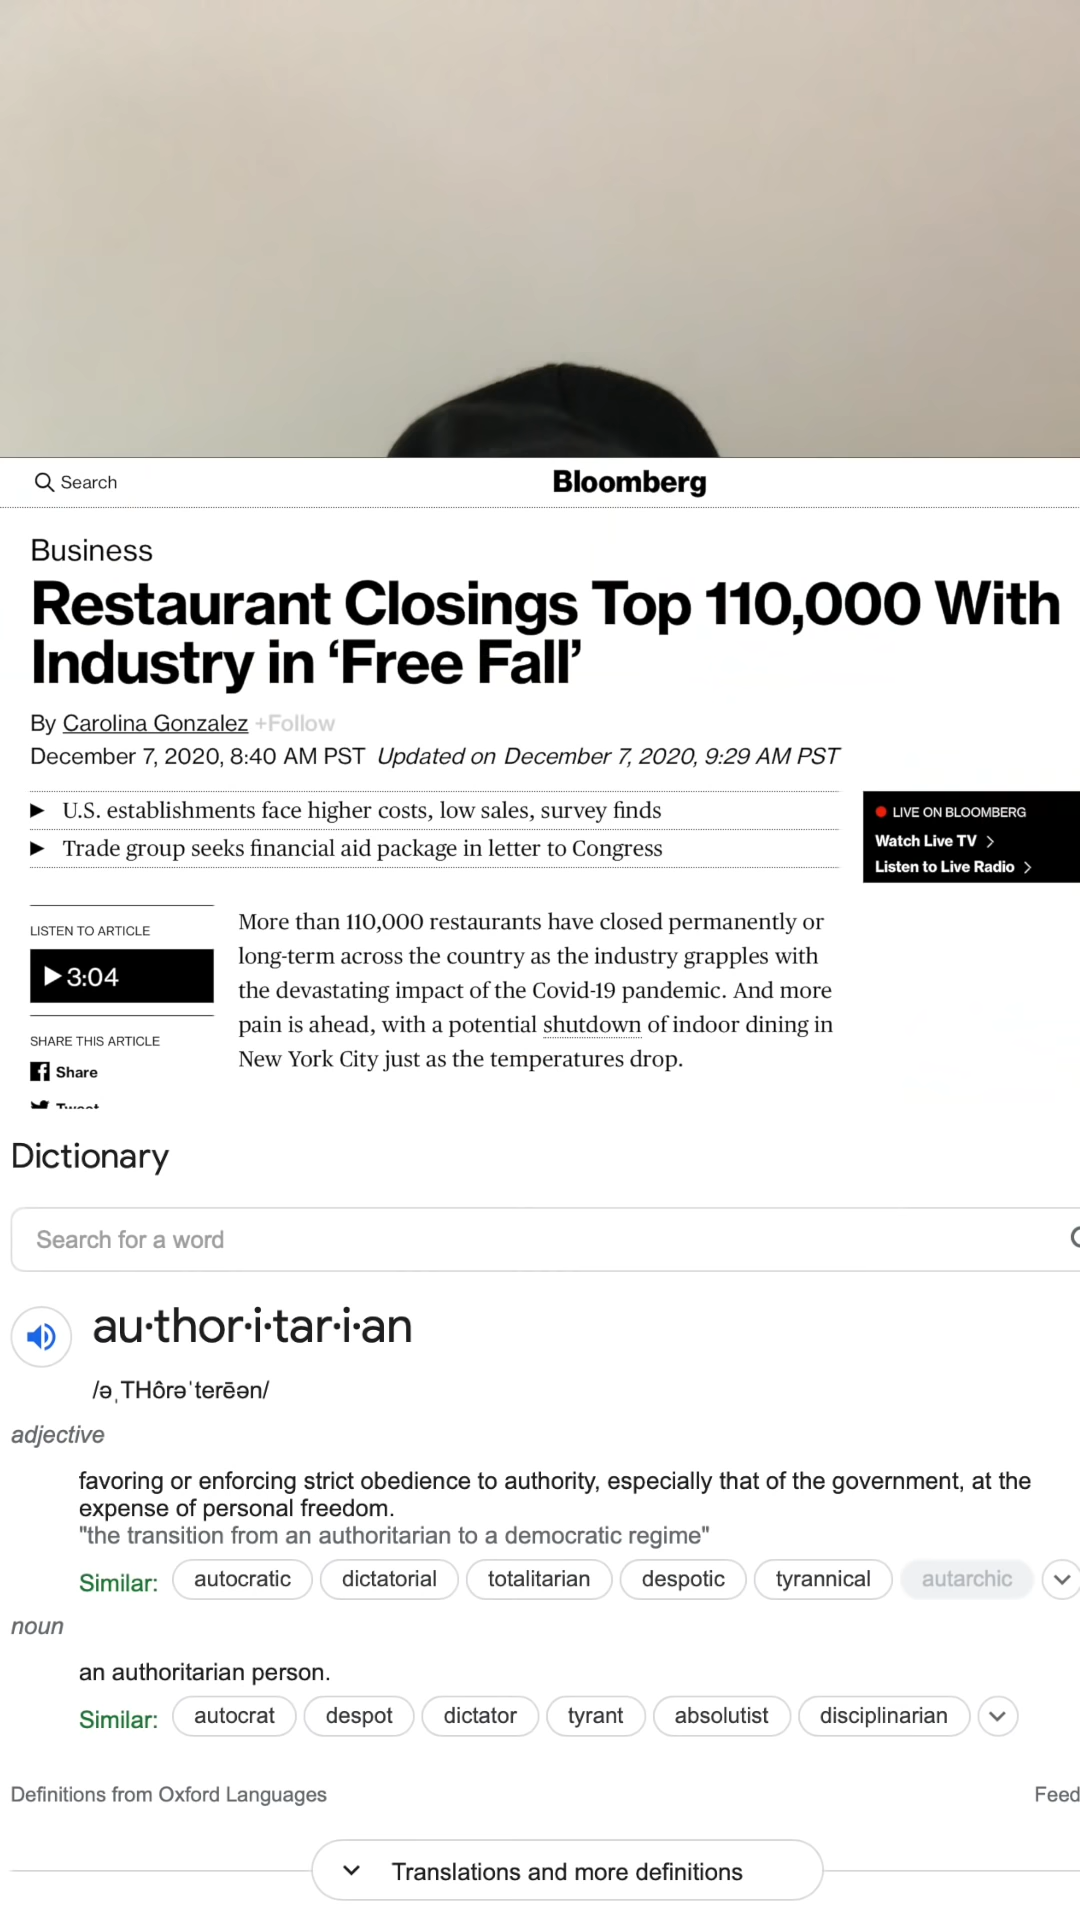 Search
Bloomberg
Business
Restaurant Closings Top 110,000 With
Industry in ‘Free Fall’
By Carolina Gonzalez +Follow
December 7, 2020, 8:40 AM PST Updated on December 7, 2020, 9:29 AM PST
U.S. establishments face higher costs, low sales, survey finds
Trade group seeks financial aid package in letter to Congress
LIVE ON BLOOMBERG
Watch Live TV
Listen to Live Radio
LISTEN TO ARTICLE
3:04
SHARE THIS ARTICLE
Share
Tweet
More than 110,000 restaurants have closed permanently or
long-term across the country as the industry grapples with
the devastating impact of the Covid-19 pandemic. And more
pain is ahead, with a potential shutdown of indoor dining in
New York City just as the temperatures drop.
Dictionary
Search for a word
au·thor·i·tar·i·an
/əˌTHôrəˈterēən/
adjective
favoring or enforcing strict obedience to authority, especially that of the government, at the
expense of personal freedom.
"the transition from an authoritarian to a democratic regime"
Similar: autocratic dictatorial totalitarian despotic tyrannical autarchic
noun
an authoritarian person.
Similar: autocrat despot dictator tyrant absolutist disciplinarian
Definitions from Oxford Languages
Feed
Translations and more definitions